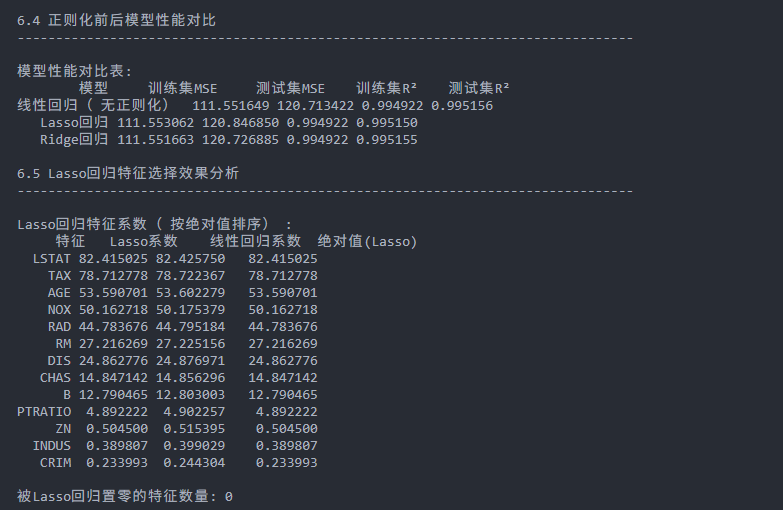 6.4 正则化前后模型性能对比
--------------------------------------------------------------------------------
模型性能对比表:
模型 训练集MSE 测试集MSE 训练集R² 测试集R²
线性回归（无正则化） 111.551649 120.713422 0.994922 0.995156
Lasso回归 111.553062 120.846850 0.994922 0.995150
Ridge回归 111.551663 120.726885 0.994922 0.995155
6.5 Lasso回归特征选择效果分析
--------------------------------------------------------------------------------
Lasso回归特征系数（按绝对值排序）:
特征 Lasso系数 线性回归系数 绝对值(Lasso)
LSTAT 82.415025 82.425750 82.415025
TAX 78.712778 78.722367 78.712778
AGE 53.590701 53.602279 53.590701
NOX 50.162718 50.175379 50.162718
RAD 44.783676 44.795184 44.783676
RM 27.216269 27.225156 27.216269
DIS 24.862776 24.876971 24.862776
CHAS 14.847142 14.856296 14.847142
B 12.790465 12.803003 12.790465
PTRATIO 4.892222 4.902257 4.892222
ZN 0.504500 0.515395 0.504500
INDUS 0.389807 0.399029 0.389807
CRIM 0.233993 0.244304 0.233993
被Lasso回归置零的特征数量: 0